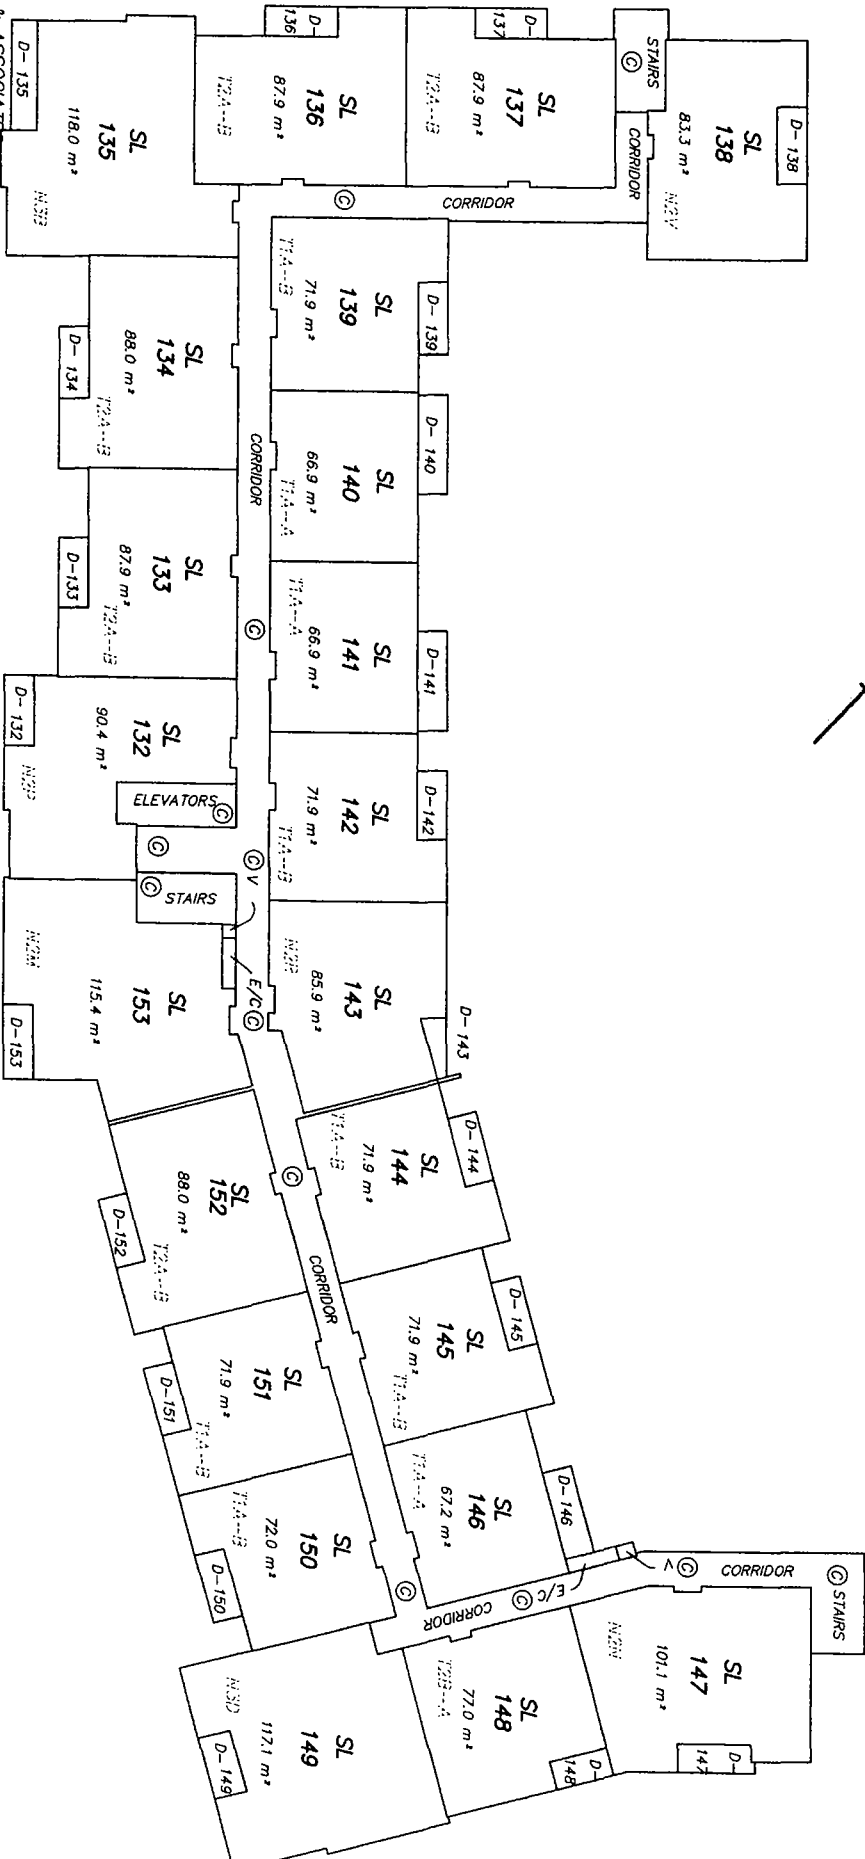 D-135
SL
135
118.0 m²
N3B
D-
136
SL
136
87.9 m²
T2A--B
D-
137
SL
137
87.9 m²
T2A--B
STAIRS
©
D-138
SL
138
83.3 m²
N2V
CORRIDOR
CORRIDOR
©
SL
134
88.0 m²
D-134
T2A--B
SL
133
87.9 m²
D-133
T2A--B
SL
132
90.4 m²
D-132
ELEVATORS
©
©
STAIRS
©
CORRIDOR
©
© V
E/C ©
D-139
SL
139
71.9 m²
T1A--B
D-140
SL
140
66.9 m²
T1A--A
D-141
SL
141
66.9 m²
T1A--A
D-142
SL
142
71.9 m²
T1A--B
D-143
SL
143
85.9 m²
SL
153
115.4 m²
N2M
D-153
D-144
SL
144
71.9 m²
T1A--B
SL
152
88.0 m²
D-152
T2A--B
©
CORRIDOR
D-145
SL
145
71.9 m²
T1A--B
SL
151
71.9 m²
D-151
T1A--B
D-146
SL
146
67.2 m²
T1A--A
SL
150
72.0 m²
D-150
T1A--B
©
CORRIDOR
E/C ©
V ©
CORRIDOR
© STAIRS
SL
147
101.1 m²
N2N
D-
147
SL
148
77.0 m²
T2B--A
D-
148
SL
149
117.1 m²
N3D
D-149